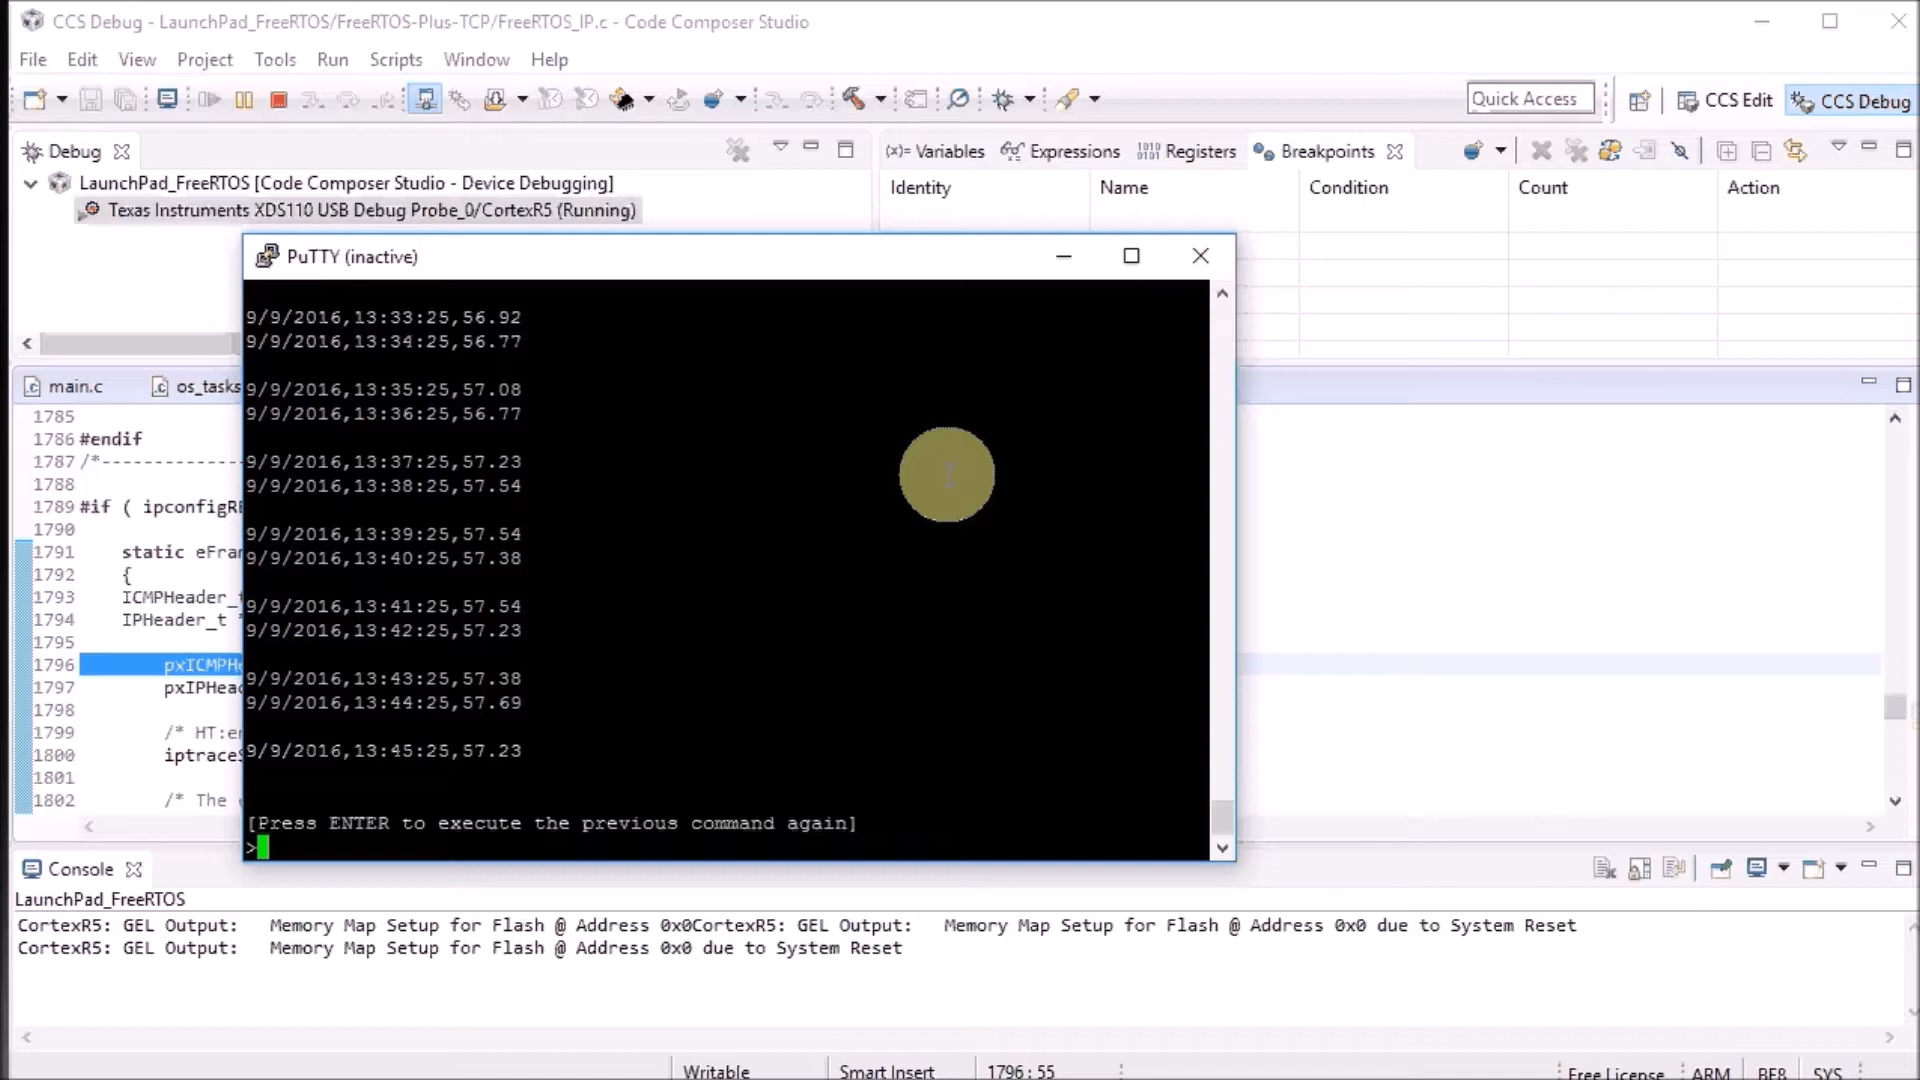 CCS Debug - LaunchPad_FreeRTOS/FreeRTOS-Plus-TCP/FreeRTOS_IP.c - Code Composer Studio
File Edit View Project Tools Run Scripts Window Help
Quick Access CCS Edit CCS Debug
Debug
(x)= Variables Expressions Registers Breakpoints
LaunchPad_FreeRTOS [Code Composer Studio - Device Debugging]
Texas Instruments XDS110 USB Debug Probe_0/CortexR5 (Running)
Identity Name Condition Count Action
PuTTY (inactive)
9/9/2016,13:33:25,56.92
9/9/2016,13:34:25,56.77
9/9/2016,13:35:25,57.08
9/9/2016,13:36:25,56.77
9/9/2016,13:37:25,57.23
9/9/2016,13:38:25,57.54
9/9/2016,13:39:25,57.54
9/9/2016,13:40:25,57.38
9/9/2016,13:41:25,57.54
9/9/2016,13:42:25,57.23
9/9/2016,13:43:25,57.38
9/9/2016,13:44:25,57.69
9/9/2016,13:45:25,57.23
[Press ENTER to execute the previous command again]
>
main.c os_tasks
1785
1786 #endif
1787 /*---------------
1788
1789 #if ( ipconfigRE
1790
1791 static eFram
1792 {
1793 ICMPHeader_t
1794 IPHeader_t *
1795
1796 pxICMPHe
1797 pxIPHead
1798
1799 /* HT:en
1800 iptraceS
1801
1802 /* The
Console
LaunchPad_FreeRTOS
CortexR5: GEL Output: Memory Map Setup for Flash @ Address 0x0CortexR5: GEL Output: Memory Map Setup for Flash @ Address 0x0 due to System Reset
CortexR5: GEL Output: Memory Map Setup for Flash @ Address 0x0 due to System Reset
Writable Smart Insert 1796 : 55 Free License ARM BE8 SYS